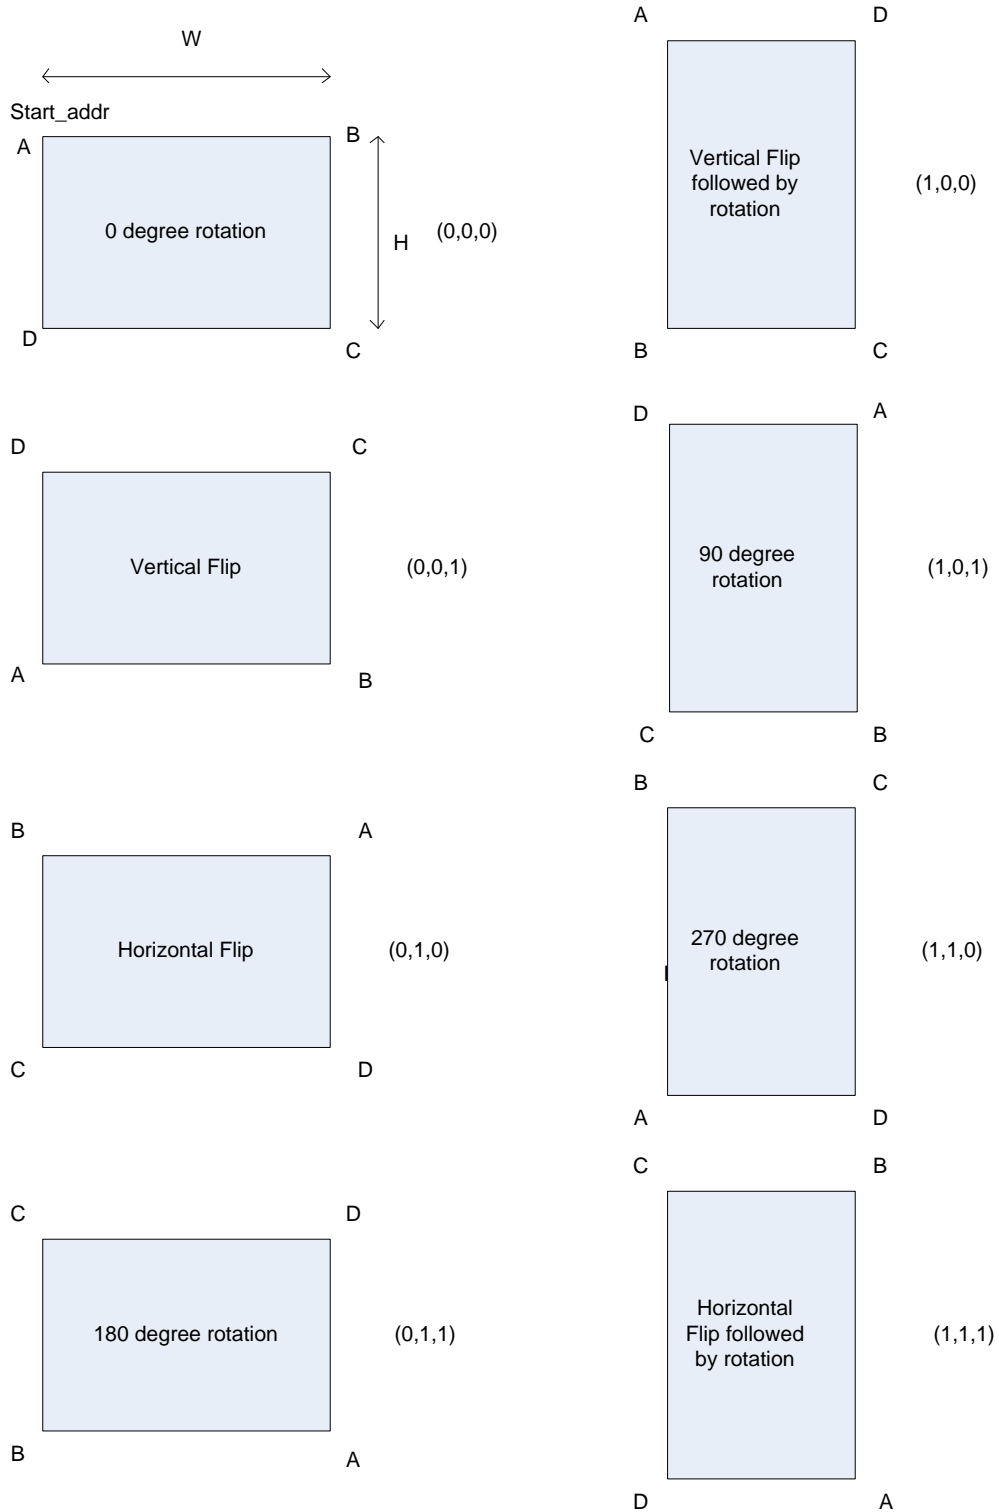 W
Start_addr
A
B
0 degree rotation
H
(0,0,0)
D
C
D
C
Vertical Flip
(0,0,1)
A
B
B
A
Horizontal Flip
(0,1,0)
C
D
C
D
180 degree rotation
(0,1,1)
B
A
A
D
Vertical Flip
followed by
rotation
(1,0,0)
B
C
D
A
90 degree
rotation
(1,0,1)
C
B
B
C
270 degree
rotation
(1,1,0)
A
D
C
B
Horizontal
Flip followed
by rotation
(1,1,1)
D
A